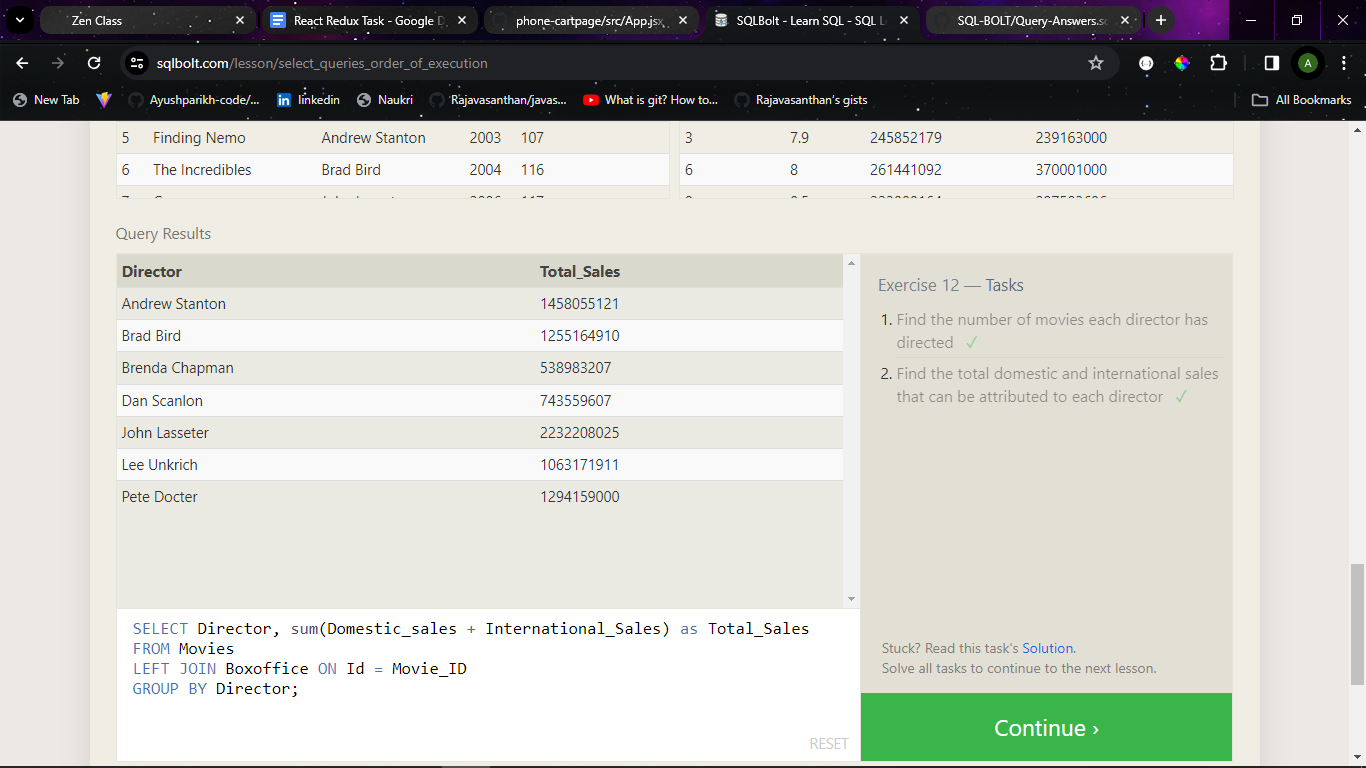 Zen Class
React Redux Task - Google D
phone-cartpage/src/App.jsx
SQLBolt - Learn SQL - SQL L
SQL-BOLT/Query-Answers.sq
sqlbolt.com/lesson/select_queries_order_of_execution
A
New Tab
Ayushparikh-code/...
linkedin
Naukri
Rajavasanthan/javas...
What is git? How to...
Rajavasanthan's gists
All Bookmarks
5 Finding Nemo Andrew Stanton 2003 107
3 7.9 245852179 239163000
6 The Incredibles Brad Bird 2004 116
6 8 261441092 370001000
Query Results
Director Total_Sales
Andrew Stanton 1458055121
Brad Bird 1255164910
Brenda Chapman 538983207
Dan Scanlon 743559607
John Lasseter 2232208025
Lee Unkrich 1063171911
Pete Docter 1294159000
Exercise 12 — Tasks
1. Find the number of movies each director has
directed ✓
2. Find the total domestic and international sales
that can be attributed to each director ✓
SELECT Director, sum(Domestic_sales + International_Sales) as Total_Sales
FROM Movies
LEFT JOIN Boxoffice ON Id = Movie_ID
GROUP BY Director;
RESET
Stuck? Read this task's Solution.
Solve all tasks to continue to the next lesson.
Continue ›